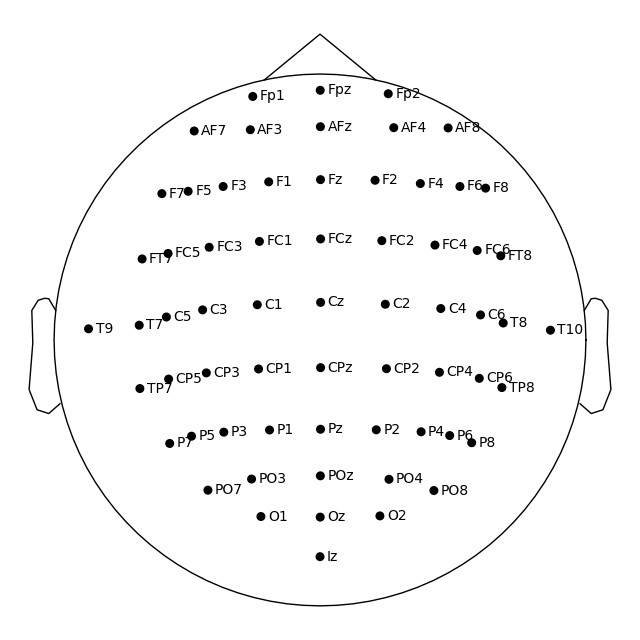 Fp1 Fpz Fp2
AF7 AF3 AFz AF4 AF8
F7 F5 F3 F1 Fz F2 F4 F6 F8
FT7 FC5 FC3 FC1 FCz FC2 FC4 FC6 FT8
T9 T7 C5 C3 C1 Cz C2 C4 C6 T8 T10
TP7 CP5 CP3 CP1 CPz CP2 CP4 CP6 TP8
P7 P5 P3 P1 Pz P2 P4 P6 P8
PO7 PO3 POz PO4 PO8
O1 Oz O2
Iz